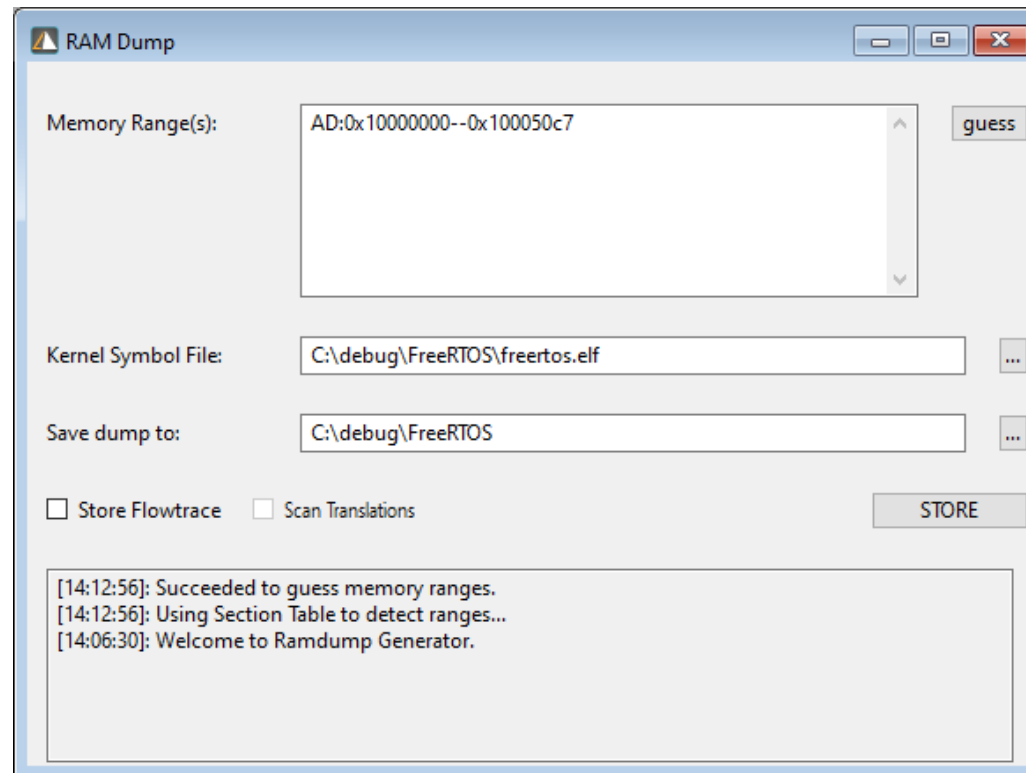 RAM Dump
Memory Range(s):
AD:0x10000000--0x100050c7
guess
Kernel Symbol File:
C:\debug\FreeRTOS\freertos.elf
...
Save dump to:
C:\debug\FreeRTOS
...
Store Flowtrace
Scan Translations
STORE
[14:12:56]: Succeeded to guess memory ranges.
[14:12:56]: Using Section Table to detect ranges...
[14:06:30]: Welcome to Ramdump Generator.